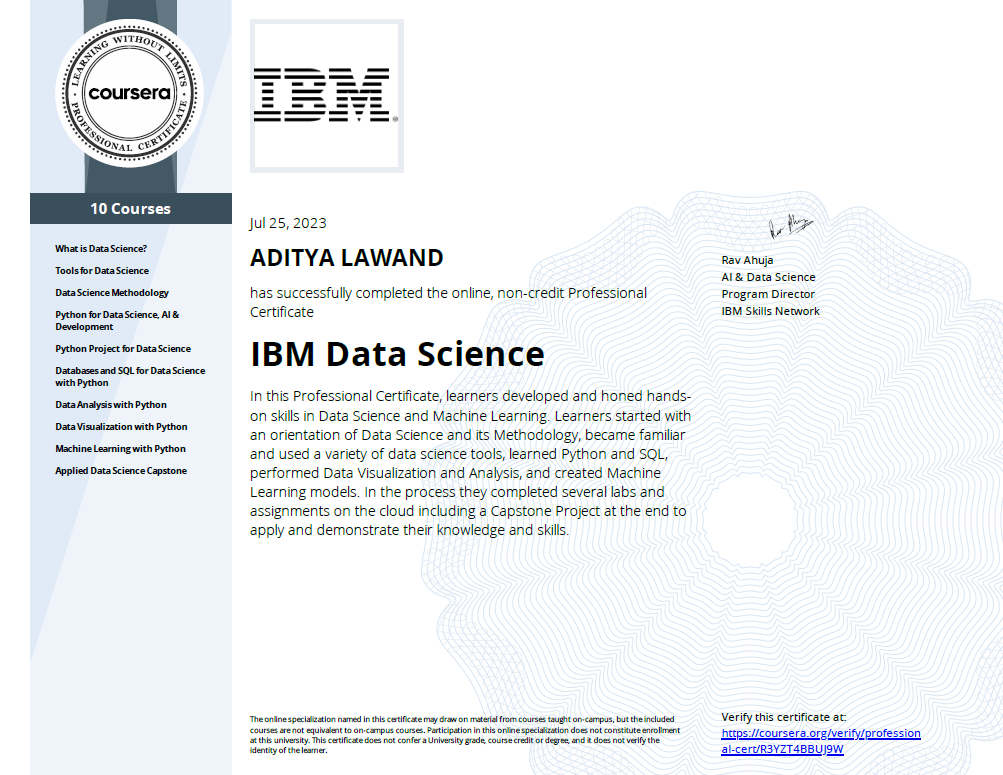 LEARNING WITHOUT LIMITS
coursera
PROFESSIONAL CERTIFICATE
IBM®
10 Courses
What is Data Science?
Tools for Data Science
Data Science Methodology
Python for Data Science, AI &
Development
Python Project for Data Science
Databases and SQL for Data Science
with Python
Data Analysis with Python
Data Visualization with Python
Machine Learning with Python
Applied Data Science Capstone
Jul 25, 2023
ADITYA LAWAND
has successfully completed the online, non-credit Professional
Certificate
IBM Data Science
In this Professional Certificate, learners developed and honed hands-
on skills in Data Science and Machine Learning. Learners started with
an orientation of Data Science and its Methodology, became familiar
and used a variety of data science tools, learned Python and SQL,
performed Data Visualization and Analysis, and created Machine
Learning models. In the process they completed several labs and
assignments on the cloud including a Capstone Project at the end to
apply and demonstrate their knowledge and skills.
Rav Ahuja
Rav Ahuja
AI & Data Science
Program Director
IBM Skills Network
The online specialization named in this certificate may draw on material from courses taught on-campus, but the included
courses are not equivalent to on-campus courses. Participation in this online specialization does not constitute enrollment
at this university. This certificate does not confer a University grade, course credit or degree, and it does not verify the
identity of the learner.
Verify this certificate at:
https://coursera.org/verify/profession
al-cert/R3YZT4BBUJ9W